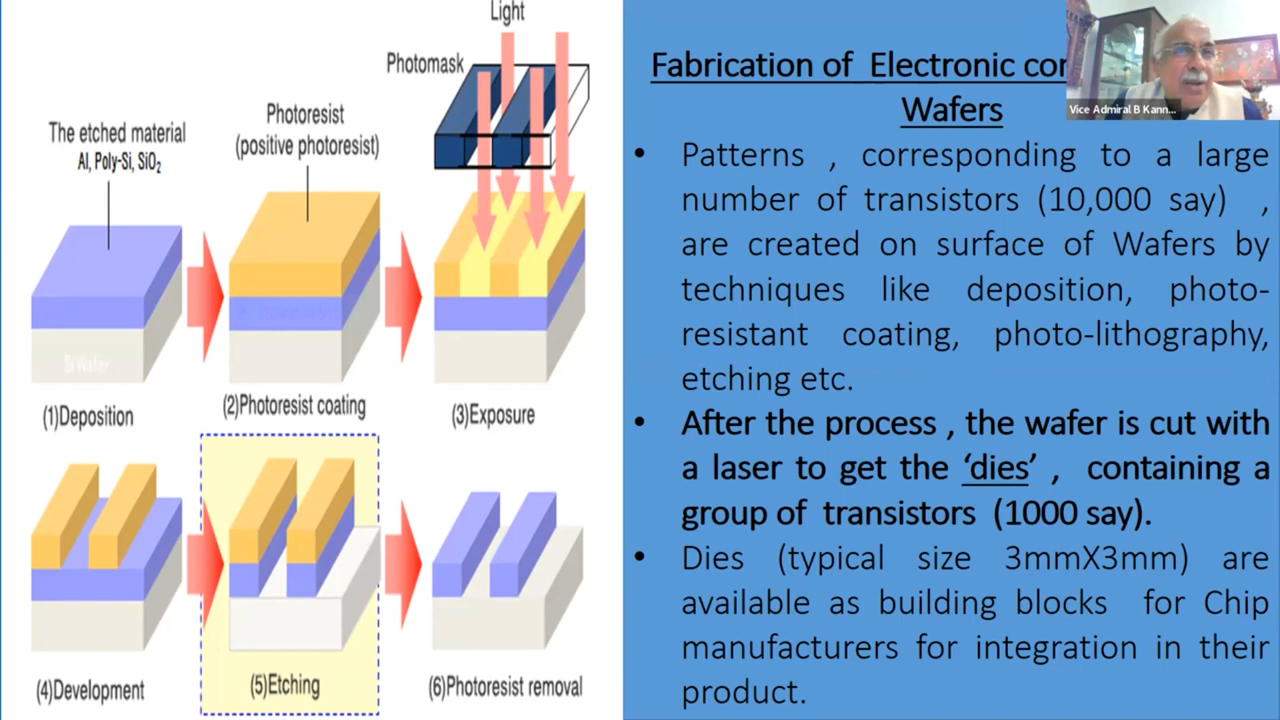 Light
Photomask
Photoresist
(positive photoresist)
The etched material
Al, Poly-Si, SiO2
Si Wafer
(1)Deposition
(2)Photoresist coating
(3)Exposure
(4)Development
(5)Etching
(6)Photoresist removal
Fabrication of Electronic
Wafers
Vice Admiral B Kann...
• Patterns , corresponding to a large
number of transistors (10,000 say) ,
are created on surface of Wafers by
techniques like deposition, photo-
resistant coating, photo-lithography,
etching etc.
• After the process , the wafer is cut with
a laser to get the ‘dies’ , containing a
group of transistors (1000 say).
• Dies (typical size 3mmX3mm) are
available as building blocks for Chip
manufacturers for integration in their
product.